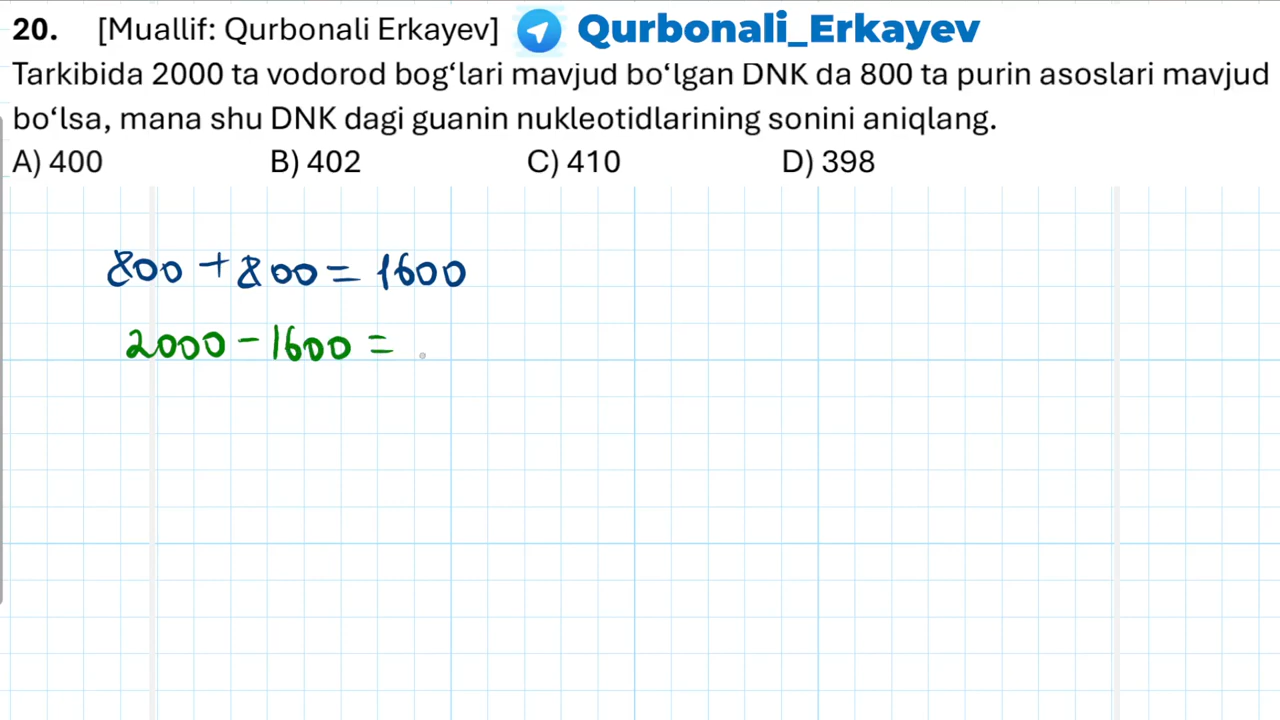 20. [Muallif: Qurbonali Erkayev] Qurbonali_Erkayev
Tarkibida 2000 ta vodorod bog‘lari mavjud bo‘lgan DNK da 800 ta purin asoslari mavjud
bo‘lsa, mana shu DNK dagi guanin nukleotidlarining sonini aniqlang.
A) 400 B) 402 C) 410 D) 398
800 + 800 = 1600
2000 - 1600 =